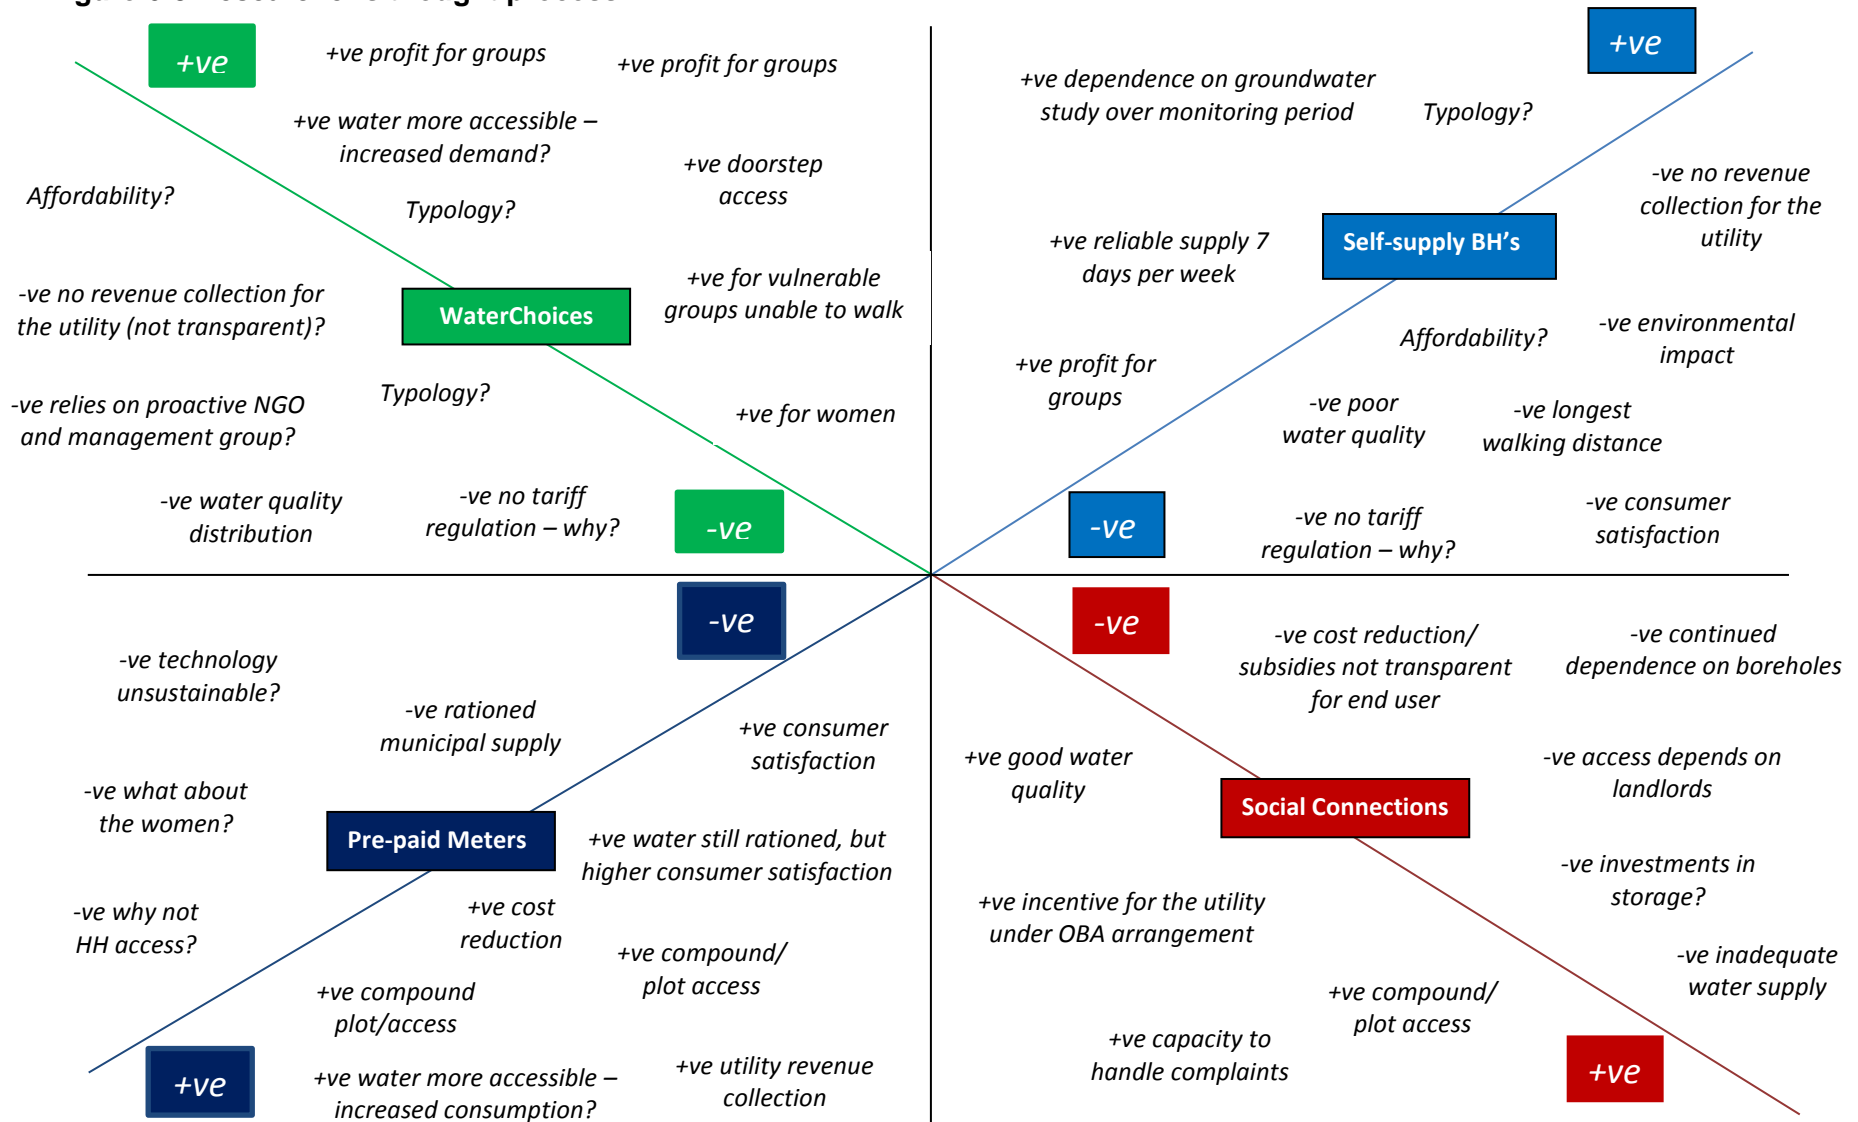 Researcher's thought process
+ve
+ve profit for groups
+ve profit for groups
+ve water more accessible –
increased demand?
+ve doorstep
access
Affordability?
Typology?
-ve no revenue collection for
the utility (not transparent)?
WaterChoices
+ve for vulnerable
groups unable to walk
Typology?
-ve relies on proactive NGO
and management group?
+ve for women
-ve water quality
distribution
-ve no tariff
regulation – why?
-ve
+ve
+ve dependence on groundwater
study over monitoring period
Typology?
-ve no revenue
collection for the
utility
+ve reliable supply 7
days per week
Self-supply BH's
Affordability?
-ve environmental
impact
+ve profit for
groups
-ve poor
water quality
-ve longest
walking distance
-ve
-ve no tariff
regulation – why?
-ve consumer
satisfaction
-ve
-ve technology
unsustainable?
-ve rationed
municipal supply
+ve consumer
satisfaction
-ve what about
the women?
Pre-paid Meters
+ve water still rationed, but
higher consumer satisfaction
-ve why not
HH access?
+ve cost
reduction
+ve compound/
plot access
+ve compound
plot/access
+ve
+ve water more accessible –
increased consumption?
+ve utility revenue
collection
-ve
-ve cost reduction/
subsidies not transparent
for end user
-ve continued
dependence on boreholes
+ve good water
quality
-ve access depends on
landlords
Social Connections
-ve investments in
storage?
+ve incentive for the utility
under OBA arrangement
-ve inadequate
water supply
+ve compound/
plot access
+ve capacity to
handle complaints
+ve